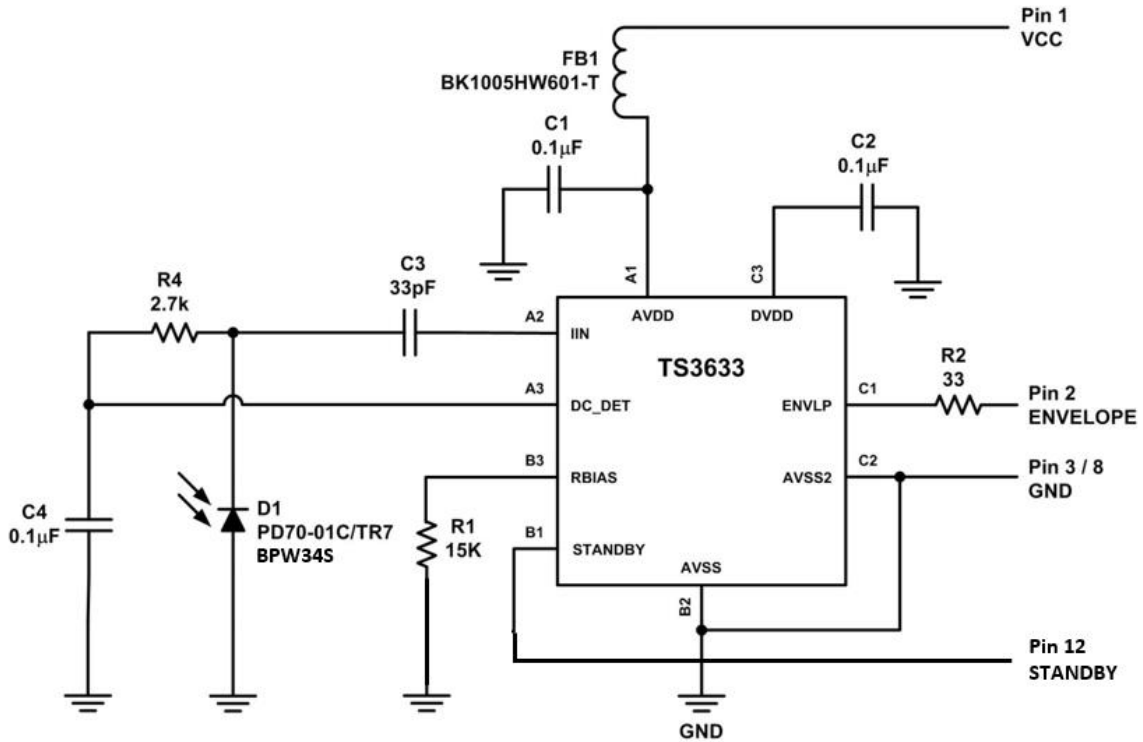 Pin 1
VCC
FB1
BK1005HW601-T
C1
0.1µF
C2
0.1µF
A1
C3
C3
33pF
R4
2.7k
A2
IIN
AVDD
DVDD
TS3633
R2
33
A3
DC_DET
ENVLP
C1
Pin 2
ENVELOPE
B3
RBIAS
AVSS2
C2
Pin 3 / 8
GND
C4
0.1µF
D1
PD70-01C/TR7
BPW34S
R1
15K
B1
STANDBY
AVSS
B2
Pin 12
STANDBY
GND